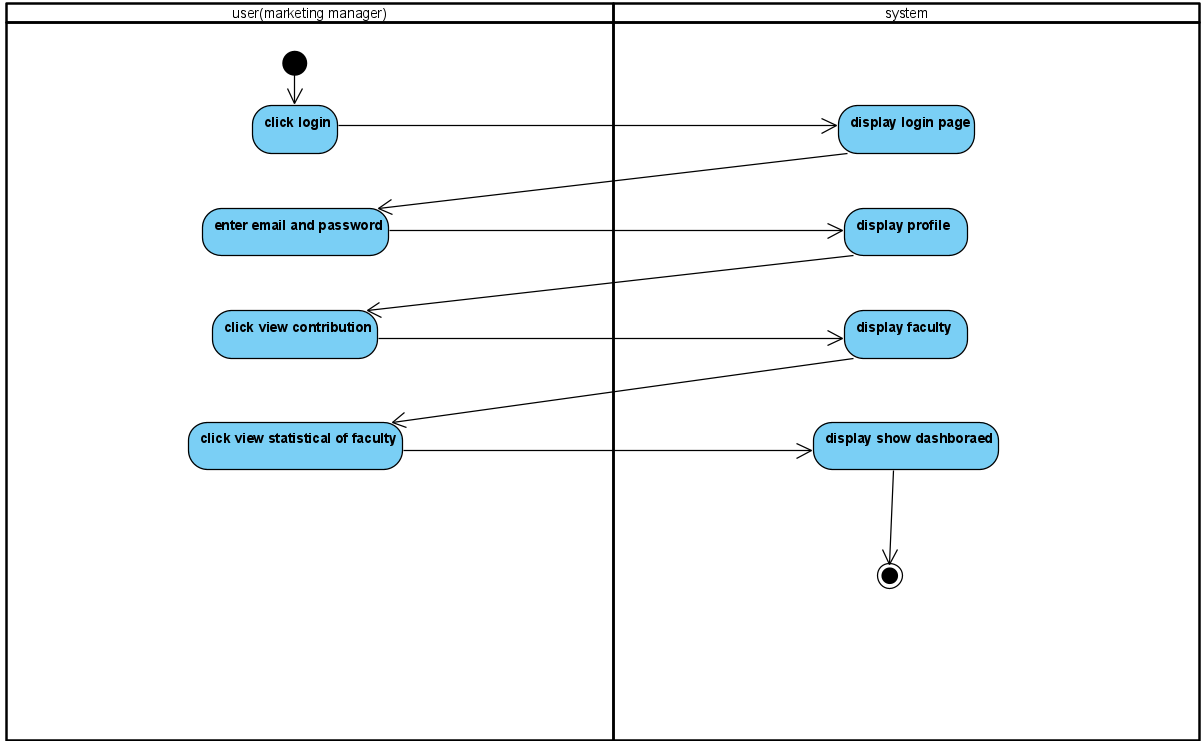 user(marketing manager)
system
click login
display login page
enter email and password
display profile
click view contribution
display faculty
click view statistical of faculty
display show dashboraed